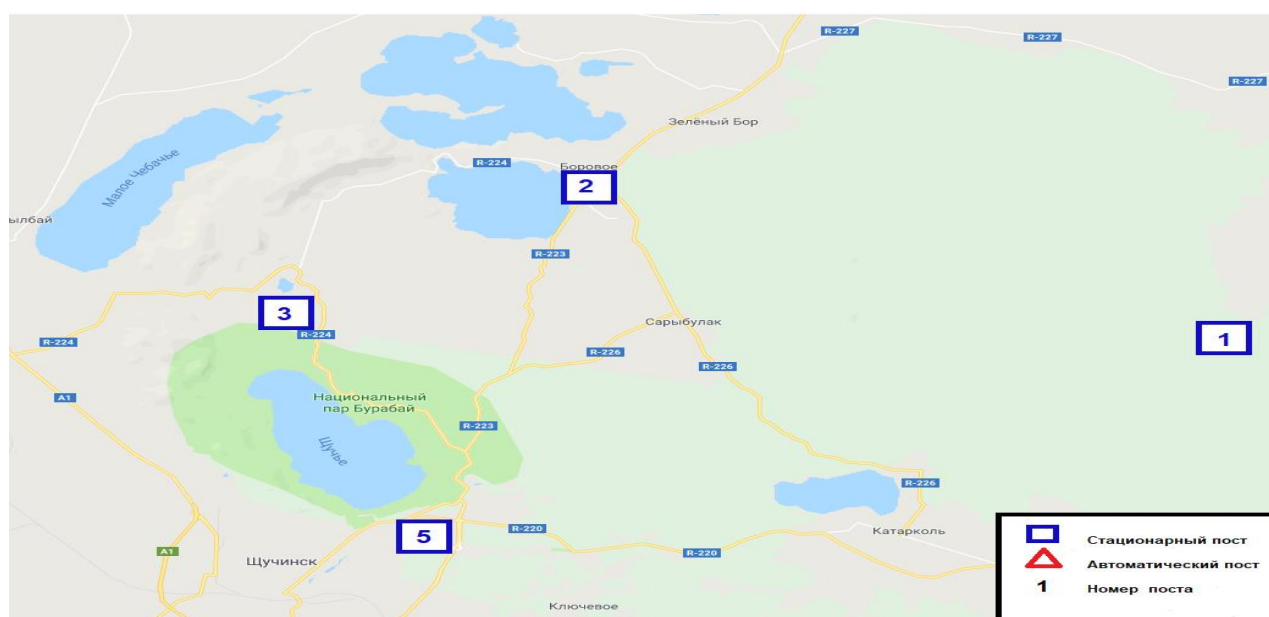 R-227
R-227
R-227
Зелёный Бор
Малое Чебачье
R-224
Боровое
2
ылбай
R-223
3
R-224
Сарыбулак
1
R-224
R-226
R-226
A1
Национальный
пар Бурабай
R-223
Щучье
R-226
5
R-220
Катарколь
A1
R-220
Щучинск
Ключевое
Стационарный пост
Автоматический пост
1 Номер поста